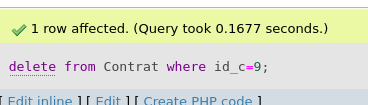 1 row affected. (Query took 0.1677 seconds.)
delete from Contrat where id_c=9;
[ Edit inline ] [ Edit ] [ Create PHP code ]